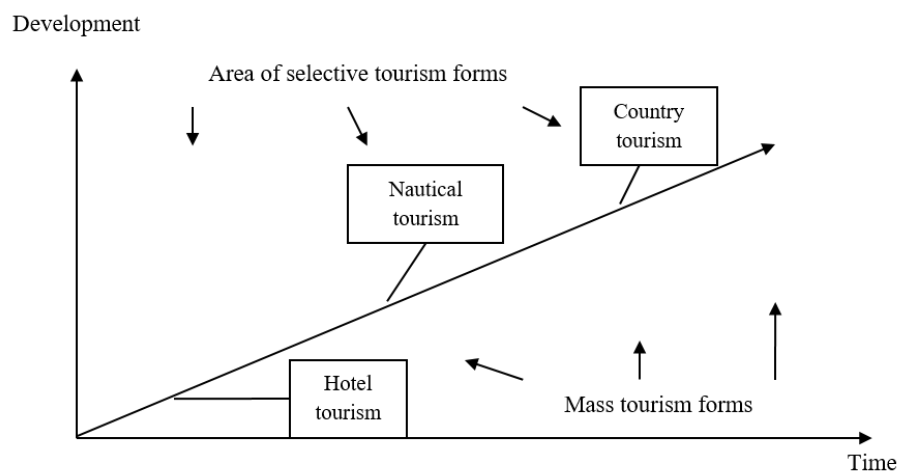 Development
Area of selective tourism forms
Country
tourism
Nautical
tourism
Hotel
tourism
Mass tourism forms
Time